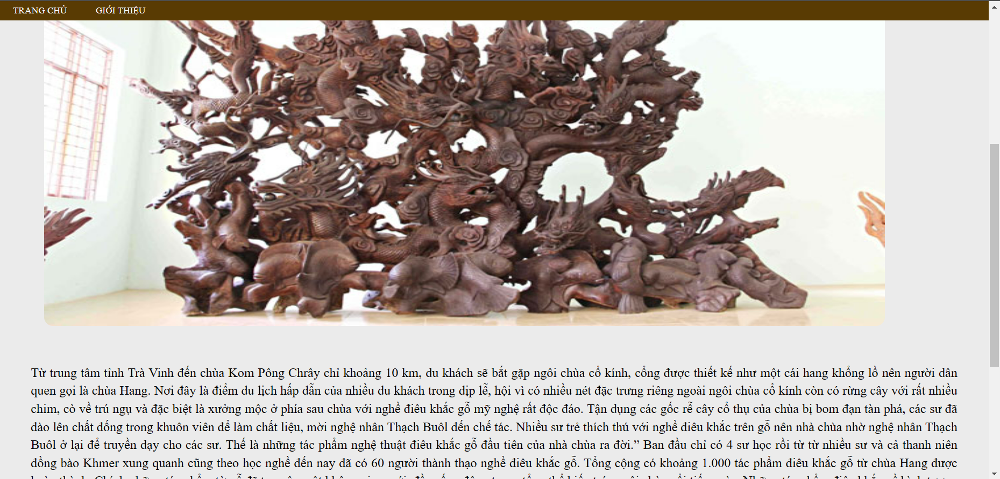 TRANG CHỦ GIỚI THIỆU
Từ trung tâm tỉnh Trà Vinh đến chùa Kom Pông Chrây chỉ khoảng 10 km, du khách sẽ bắt gặp ngôi chùa cổ kính, cổng được thiết kế như một cái hang khổng lồ nên người dân
quen gọi là chùa Hang. Nơi đây là điểm du lịch hấp dẫn của nhiều du khách trong dịp lễ, hội vì có nhiều nét đặc trưng riêng ngoài ngôi chùa cổ kính còn có rừng cây với rất nhiều
chim, cò về trú ngụ và đặc biệt là xưởng mộc ở phía sau chùa với nghề điêu khắc gỗ mỹ nghệ rất độc đáo. Tận dụng các gốc rễ cây cổ thụ của chùa bị bom đạn tàn phá, các sư đã
đào lên chất đống trong khuôn viên để làm chất liệu, mời nghệ nhân Thạch Buôl đến chế tác. Nhiều sư trẻ thích thú với nghề điêu khắc trên gỗ nên nhà chùa nhờ nghệ nhân Thạch
Buôl ở lại để truyền dạy cho các sư. Thế là những tác phẩm nghệ thuật điêu khắc gỗ đầu tiên của nhà chùa ra đời.” Ban đầu chỉ có 4 sư học rồi từ từ nhiều sư và cả thanh niên
đồng bào Khmer xung quanh cũng theo học nghề đến nay đã có 60 người thành thạo nghề điêu khắc gỗ. Tổng cộng có khoảng 1.000 tác phẩm điêu khắc gỗ từ chùa Hang được